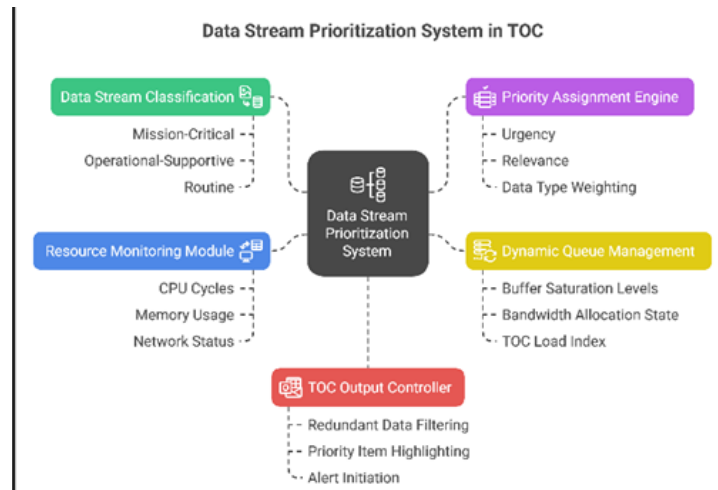 Data Stream Prioritization System in TOC
Data Stream Classification
Mission-Critical
Operational-Supportive
Routine
Priority Assignment Engine
Urgency
Relevance
Data Type Weighting
Data Stream
Prioritization
System
Resource Monitoring Module
CPU Cycles
Memory Usage
Network Status
Dynamic Queue Management
Buffer Saturation Levels
Bandwidth Allocation State
TOC Load Index
TOC Output Controller
Redundant Data Filtering
Priority Item Highlighting
Alert Initiation